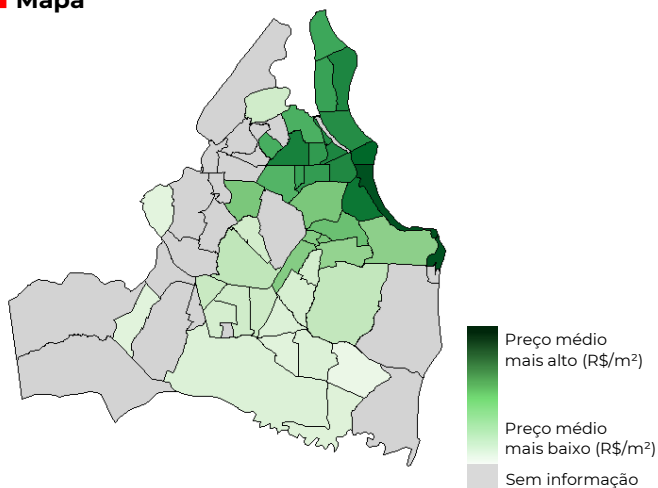 Mapa
Preço médio
mais alto (R$/m²)
Preço médio
mais baixo (R$/m²)
Sem informação